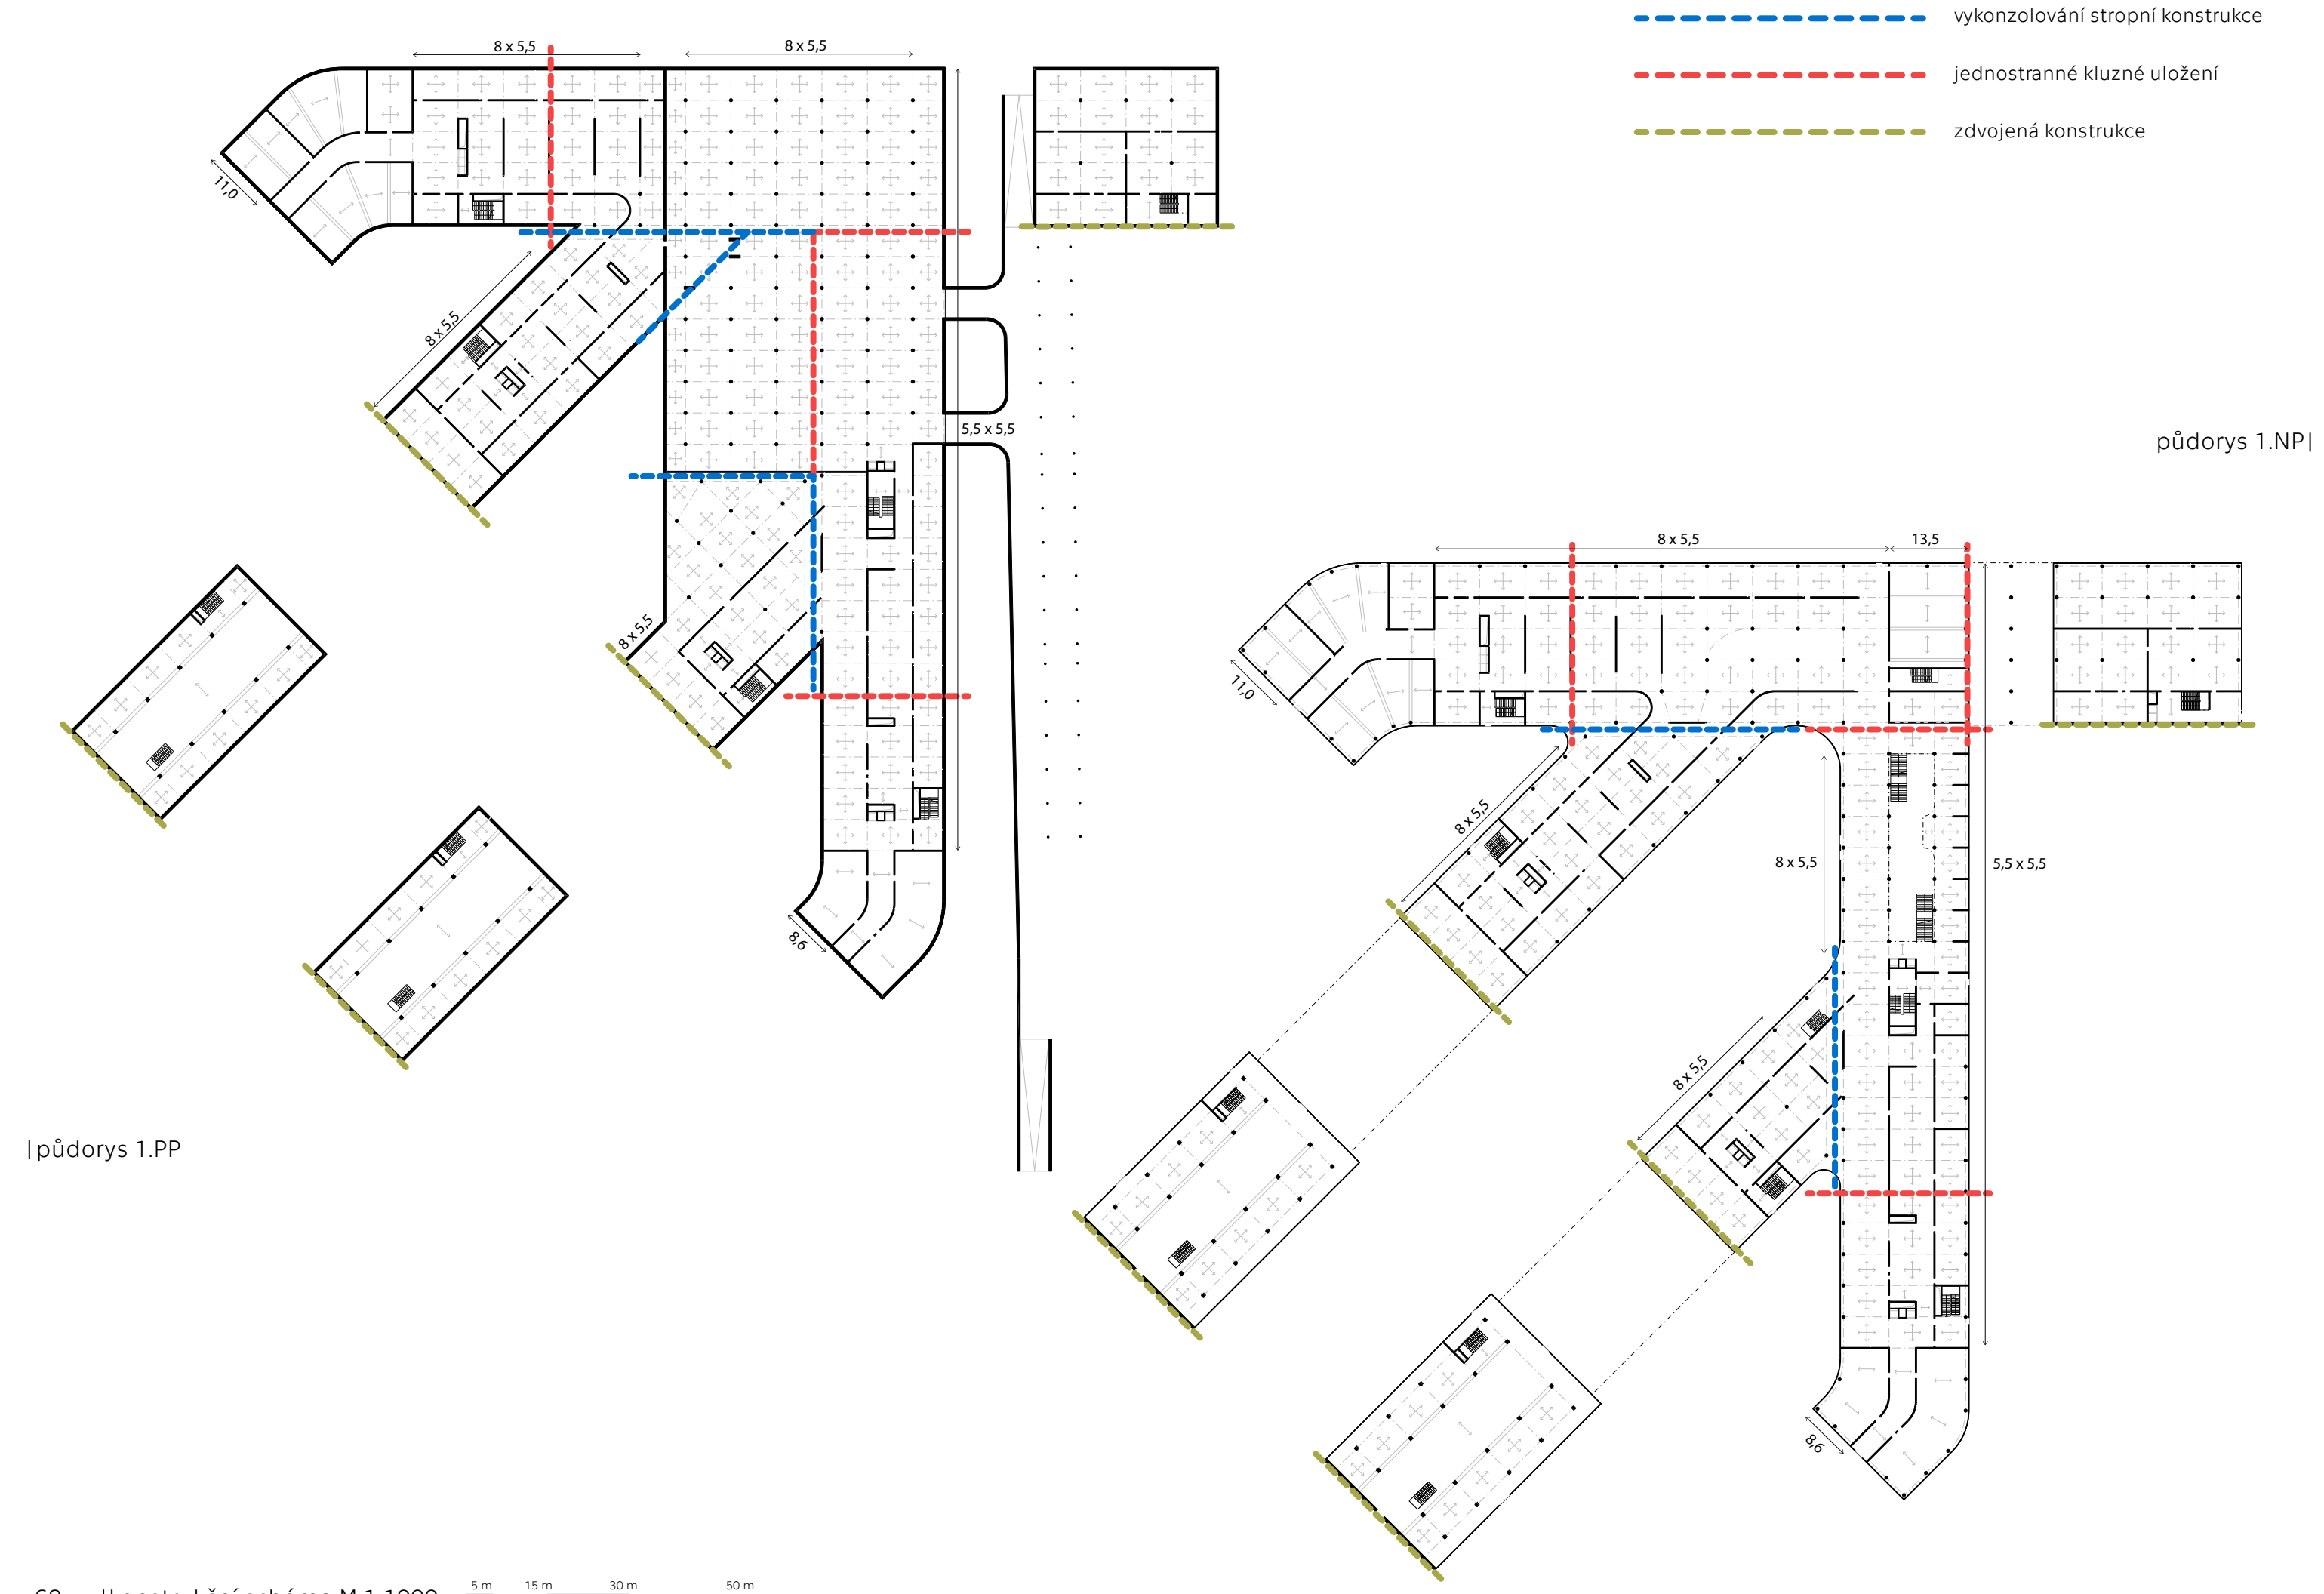 vykonzolování stropní konstrukce
jednostranné kluzné uložení
zdvojená konstrukce
8 x 5,5
8 x 5,5
11,0
8 x 5,5
5,5 x 5,5
půdorys 1.NP|
8 x 5,5
13,5
8 x 5,5
11,0
8 x 5,5
8 x 5,5
5,5 x 5,5
8,6
8 x 5,5
|půdorys 1.PP
8,6
5 m 15 m 30 m 50 m